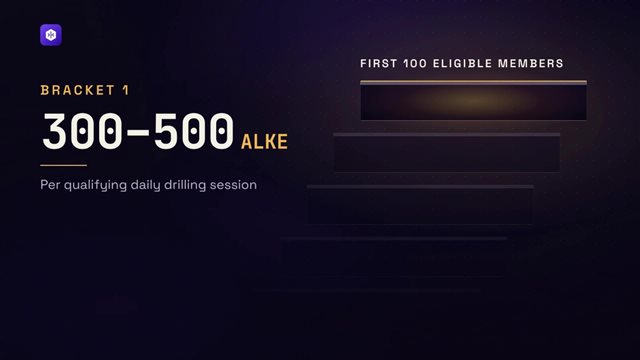 BRACKET 1
300–500 ALKE
Per qualifying daily drilling session
FIRST 100 ELIGIBLE MEMBERS